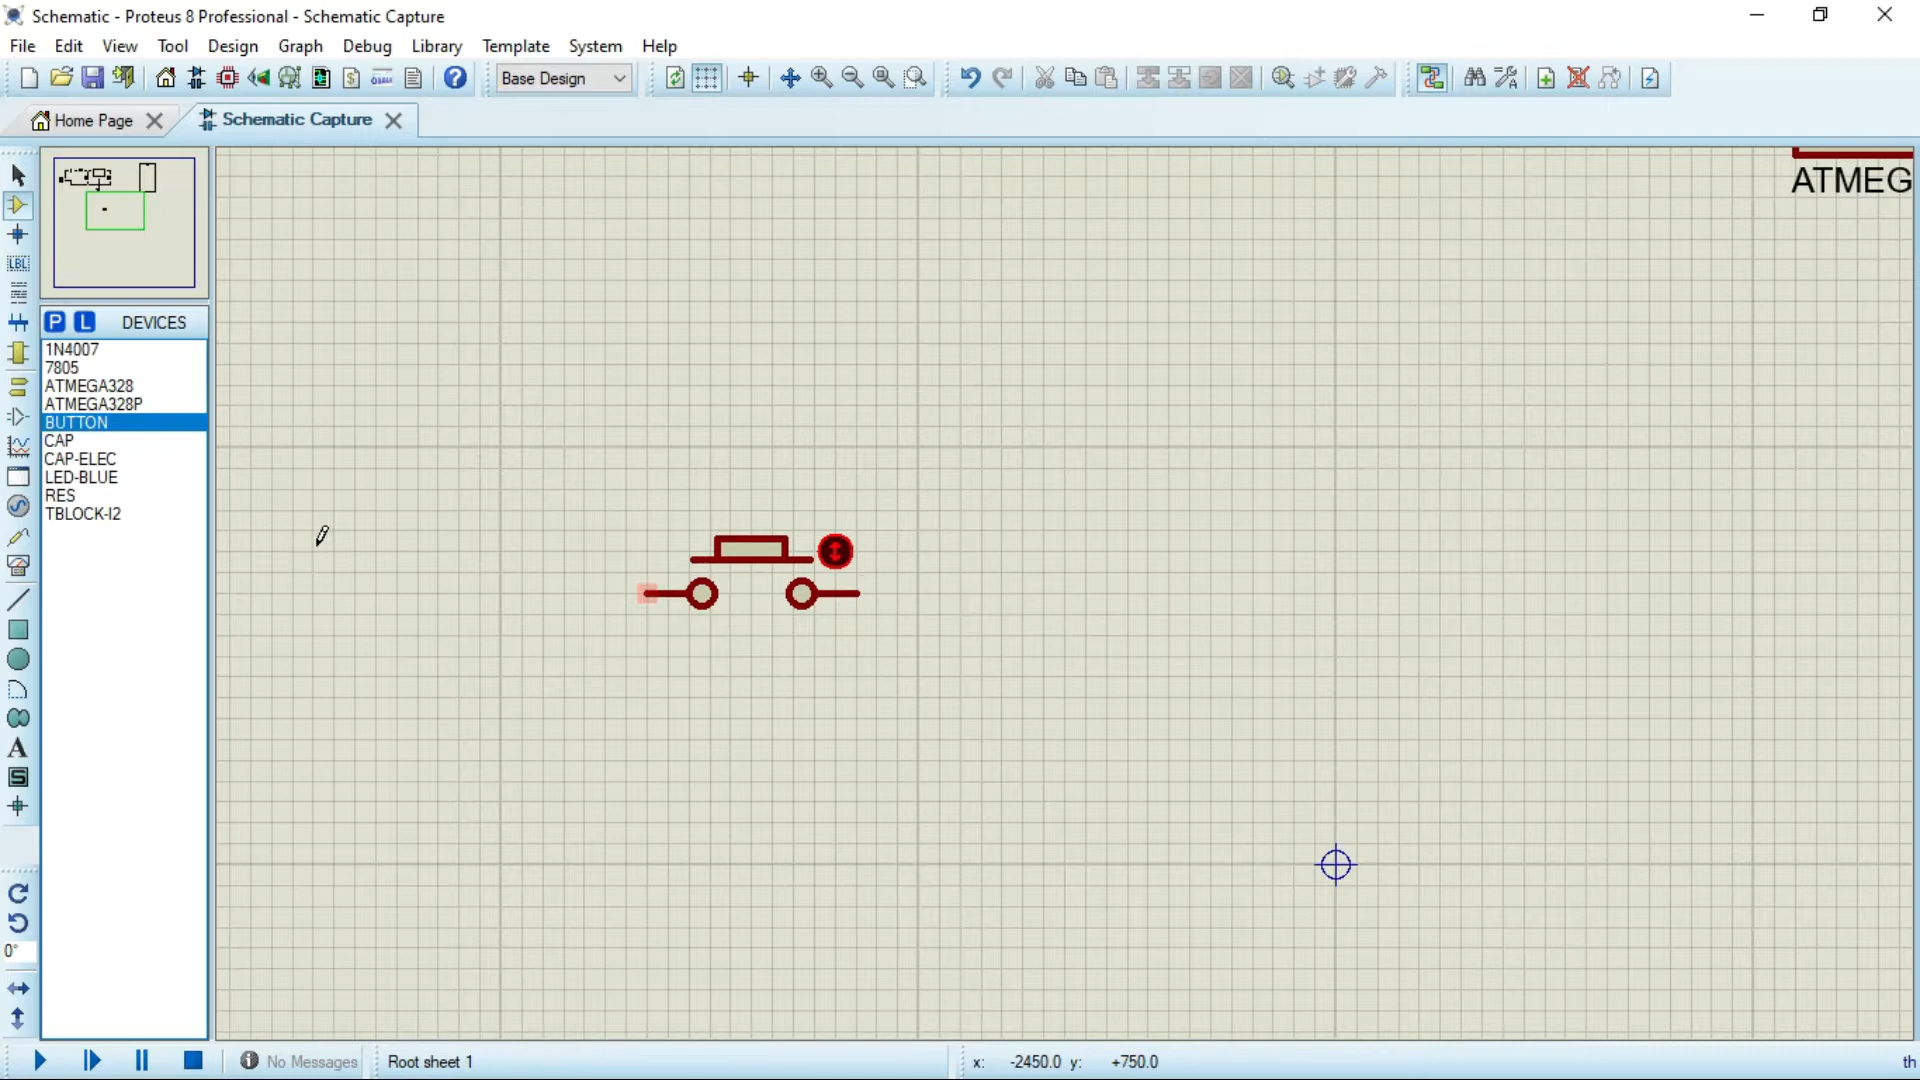 Schematic - Proteus 8 Professional - Schematic Capture
File Edit View Tool Design Graph Debug Library Template System Help
Base Design
Home Page
Schematic Capture
ATMEG
P L DEVICES
1N4007
7805
ATMEGA328
ATMEGA328P
BUTTON
CAP
CAP-ELEC
LED-BLUE
RES
TBLOCK-I2
LBL
A
S
0°
No Messages
Root sheet 1
x: -2450.0 y: +750.0
th